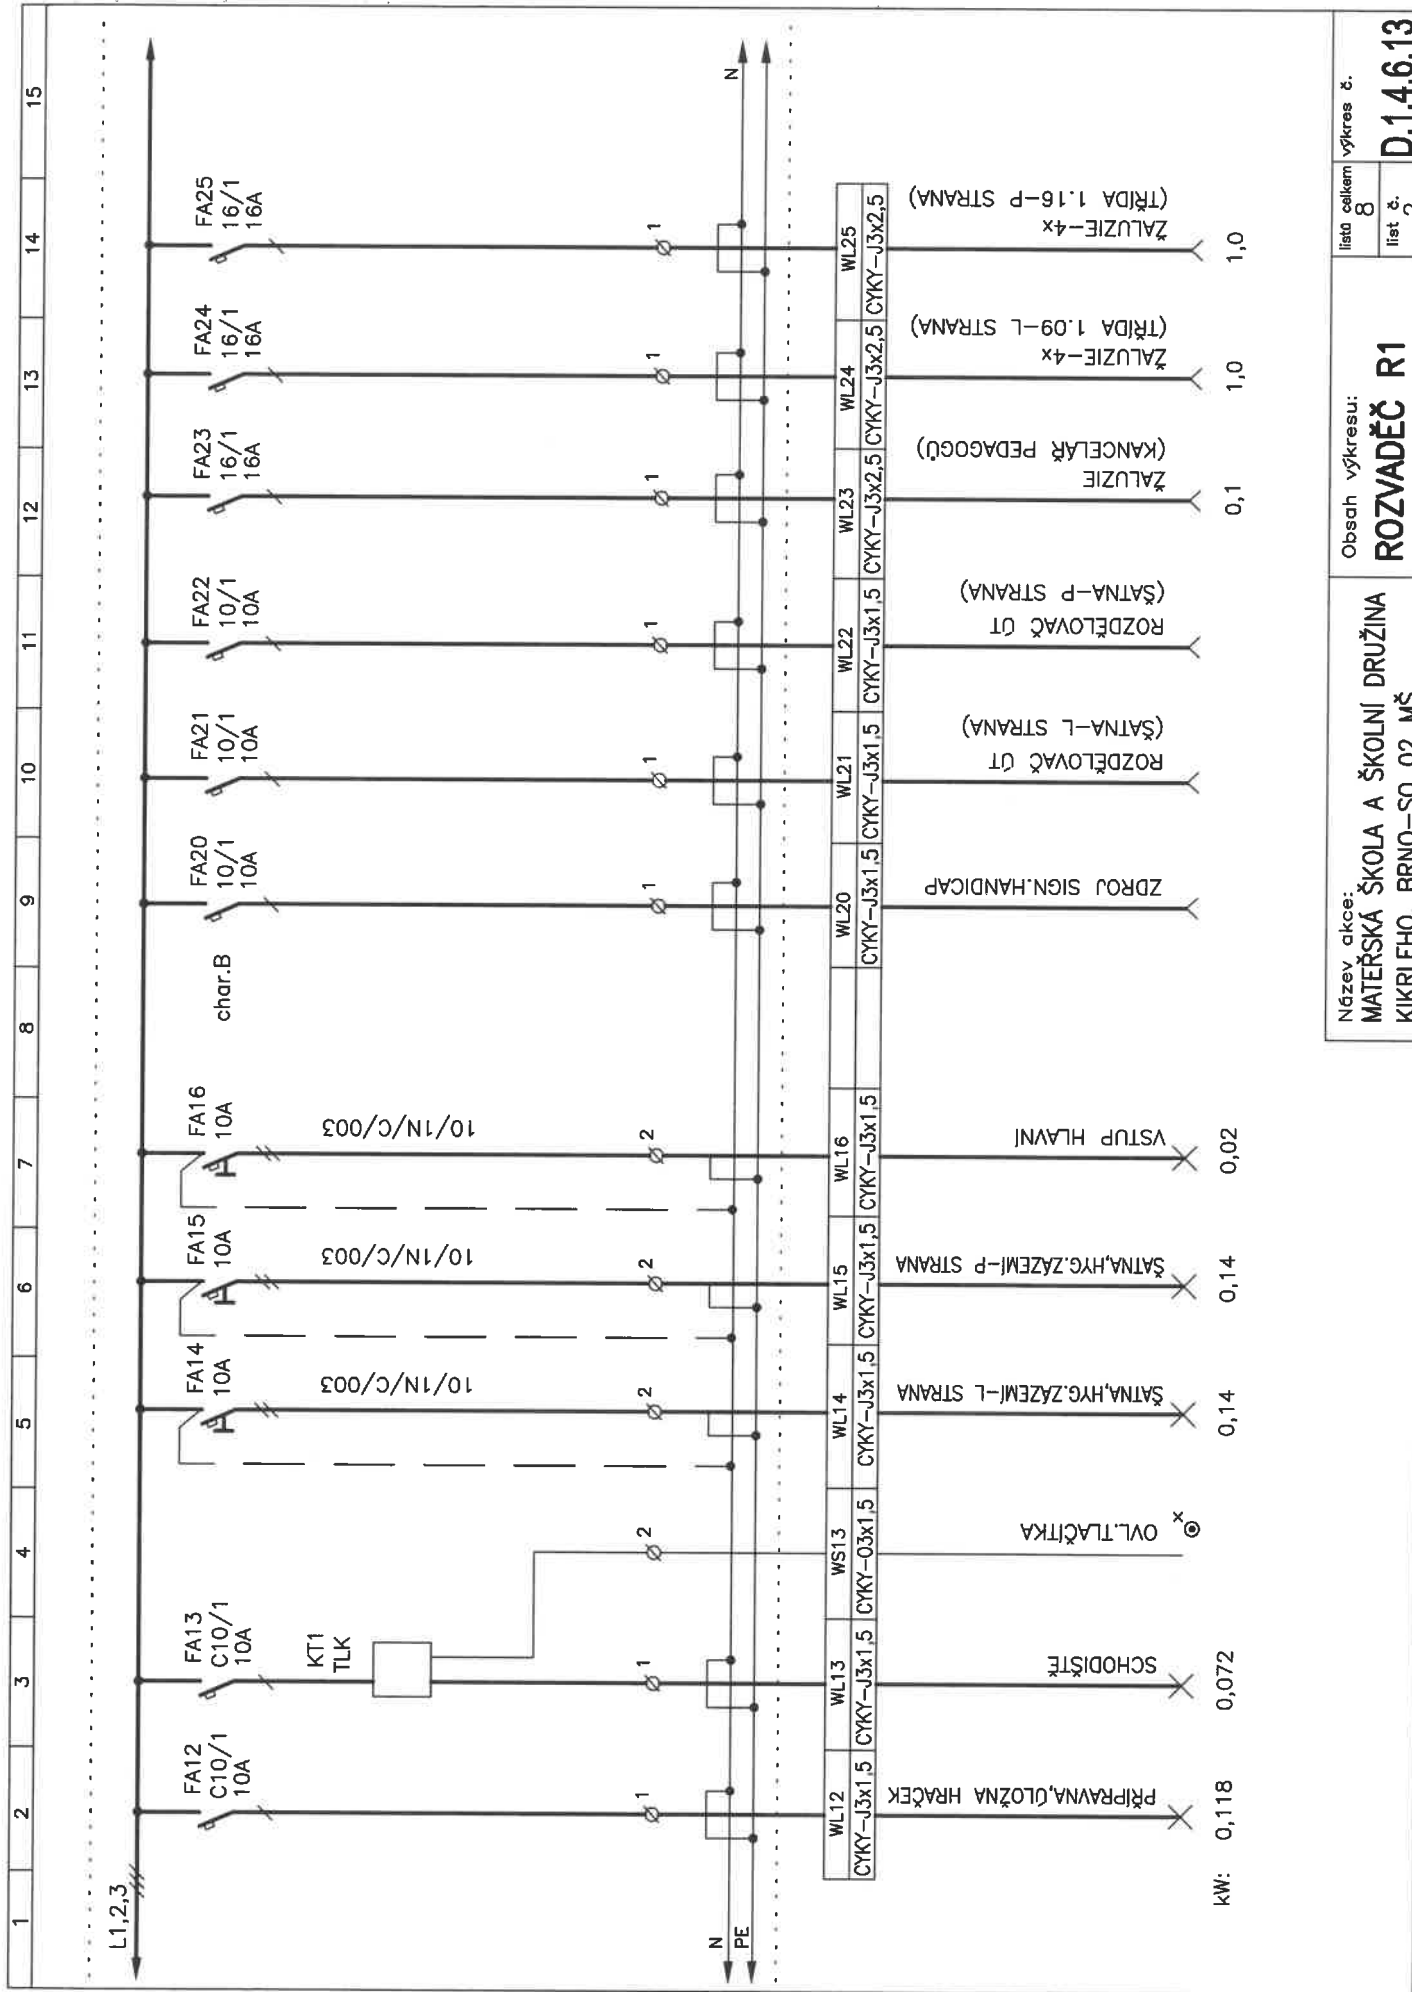 1 2 3 4 5 6 7 8 9 10 11 12 13 14 15
L1,2,3
FA12
C10/1
10A
FA13
C10/1
10A
KT1
TLK
FA14
10A
10/1N/C/003
FA15
10A
10/1N/C/003
FA16
10A
10/1N/C/003
char.B
FA20
10/1
10A
FA21
10/1
10A
FA22
10/1
10A
FA23
16/1
16A
FA24
16/1
16A
FA25
16/1
16A
1 1 2 2 2 2 1 1 1 1 1 1
N
N
PE
WL12 WL13 WS13 WL14 WL15 WL16 WL20 WL21 WL22 WL23 WL24 WL25
CYKY-J3x1,5 CYKY-J3x1,5 CYKY-O3x1,5 CYKY-J3x1,5 CYKY-J3x1,5 CYKY-J3x1,5 CYKY-J3x1,5 CYKY-J3x1,5 CYKY-J3x1,5 CYKY-J3x2,5 CYKY-J3x2,5 CYKY-J3x2,5
PŘÍPRAVNA,ÚLOŽNA HRAČEK
SCHODIŠTĚ
OVL.TLAČÍTKA
x
ŠATNA,HYG.ZÁZEMÍ-L STRANA
ŠATNA,HYG.ZÁZEMÍ-P STRANA
VSTUP HLAVNÍ
ZDROJ SIGN.HANDICAP
ROZDĚLOVAČ ÚT
(ŠATNA-L STRANA)
ROZDĚLOVAČ ÚT
(ŠATNA-P STRANA)
ŽALUZIE
(KANCELÁŘ PEDAGOGŮ)
ŽALUZIE-4x
(TŘÍDA 1.09-L STRANA)
ŽALUZIE-4x
(TŘÍDA 1.16-P STRANA)
kW: 0,118 0,072 0,14 0,14 0,02 0,1 1,0 1,0
Název akce:
MATEŘSKÁ ŠKOLA A ŠKOLNÍ DRUŽINA
BRNO-SO 02 MŠ
Obsah výkresu:
ROZVADĚČ R1
listů celkem
8
list č.
výkres č.
D.1.4.6.13